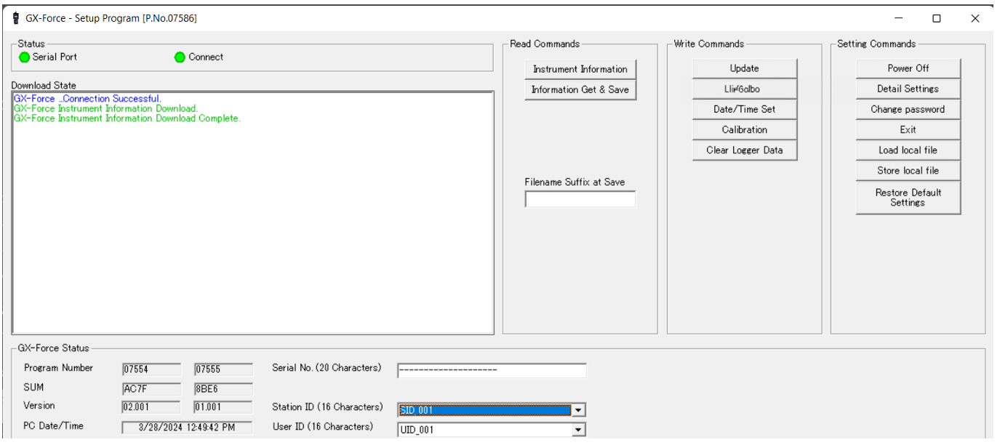 GX-Force - Setup Program [P.No.07586]
Status
Serial Port
Connect
Download State
GX-Force ..Connection Successful.
GX-Force Instrument Information Download.
GX-Force Instrument Information Download Complete.
Read Commands
Instrument Information
Information Get & Save
Filename Suffix at Save
Write Commands
Update
Date/Time Set
Calibration
Clear Logger Data
Setting Commands
Power Off
Detail Settings
Change password
Exit
Load local file
Store local file
Restore Default
Settings
GX-Force Status
Program Number 07554 07555
SUM AC7F 8BE6
Version 02.001 01.001
PC Date/Time 3/28/2024 12:49:42 PM
Serial No. (20 Characters) --------------------
Station ID (16 Characters) SID_001
User ID (16 Characters) UID_001